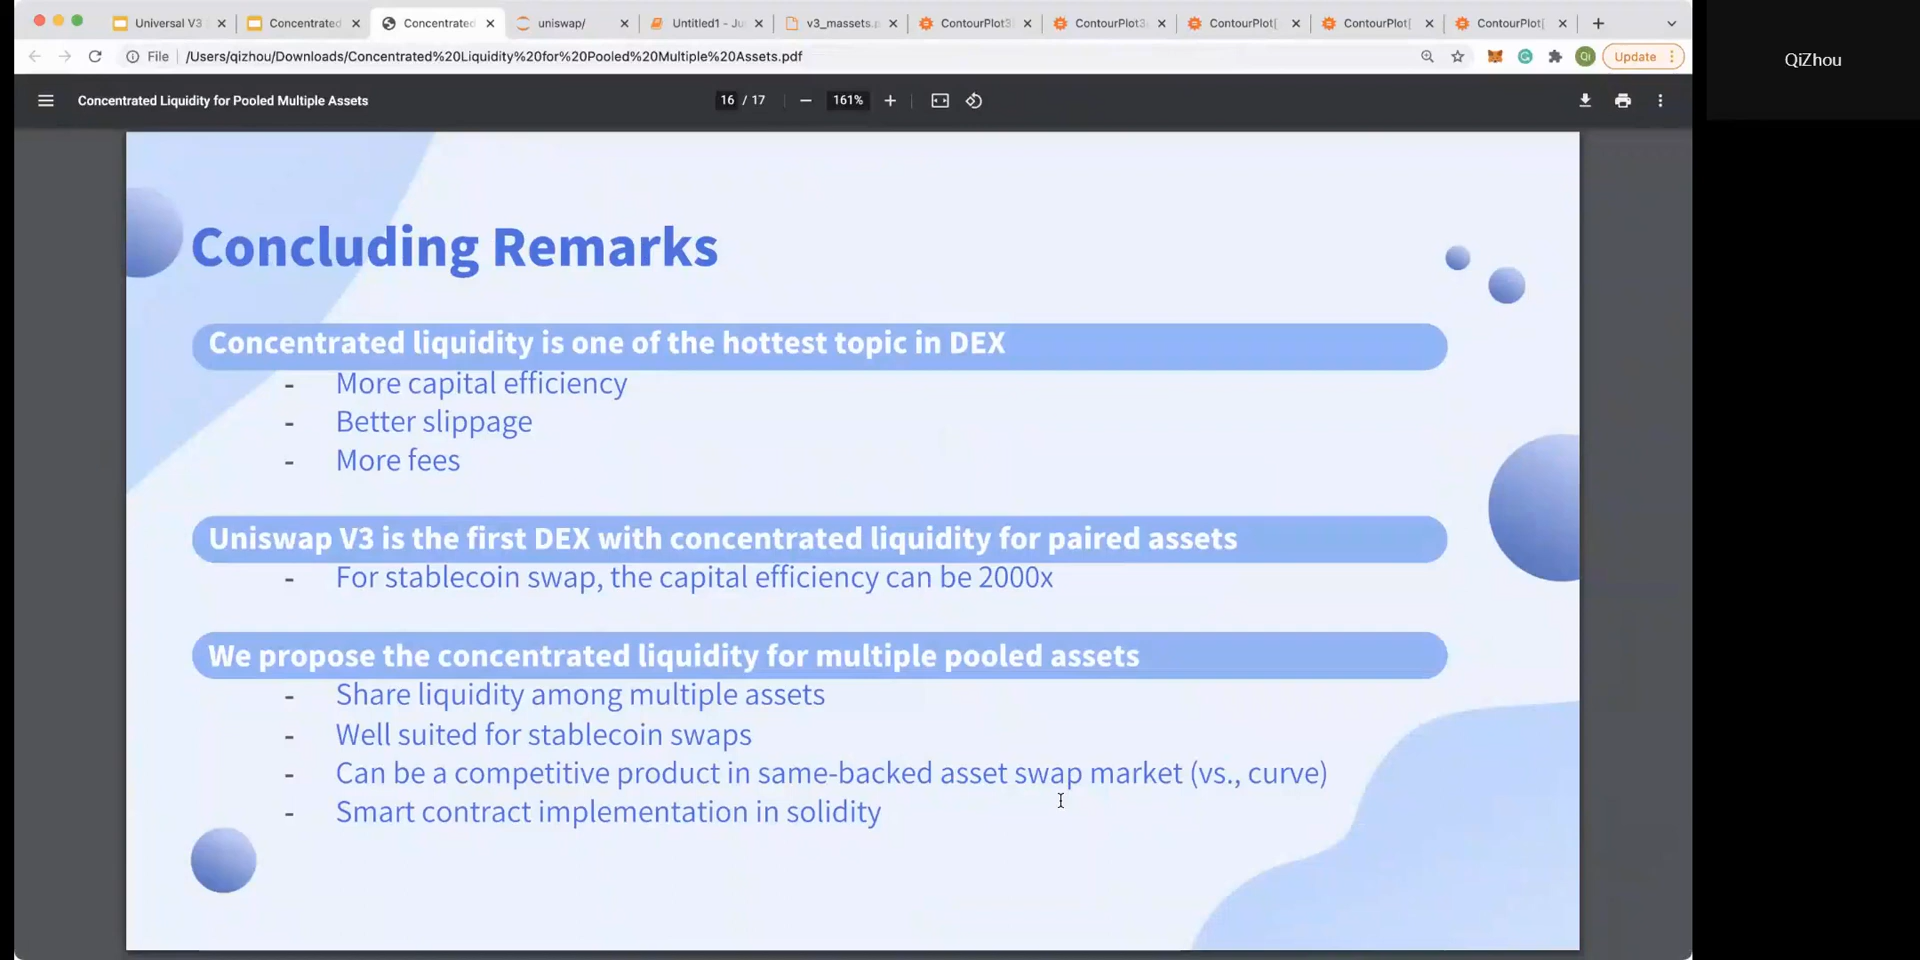 Universal V3
Concentrated
Concentrated
uniswap/
Untitled1 - Ju
v3_massets.p
ContourPlot3
ContourPlot3
ContourPlot[
ContourPlot[
ContourPlot[
File
/Users/qizhou/Downloads/Concentrated%20Liquidity%20for%20Pooled%20Multiple%20Assets.pdf
Qi
Update
QiZhou
Concentrated Liquidity for Pooled Multiple Assets
16 / 17
161%
Concluding Remarks
Concentrated liquidity is one of the hottest topic in DEX
- More capital efficiency
- Better slippage
- More fees
Uniswap V3 is the first DEX with concentrated liquidity for paired assets
- For stablecoin swap, the capital efficiency can be 2000x
We propose the concentrated liquidity for multiple pooled assets
- Share liquidity among multiple assets
- Well suited for stablecoin swaps
- Can be a competitive product in same-backed asset swap market (vs., curve)
- Smart contract implementation in solidity